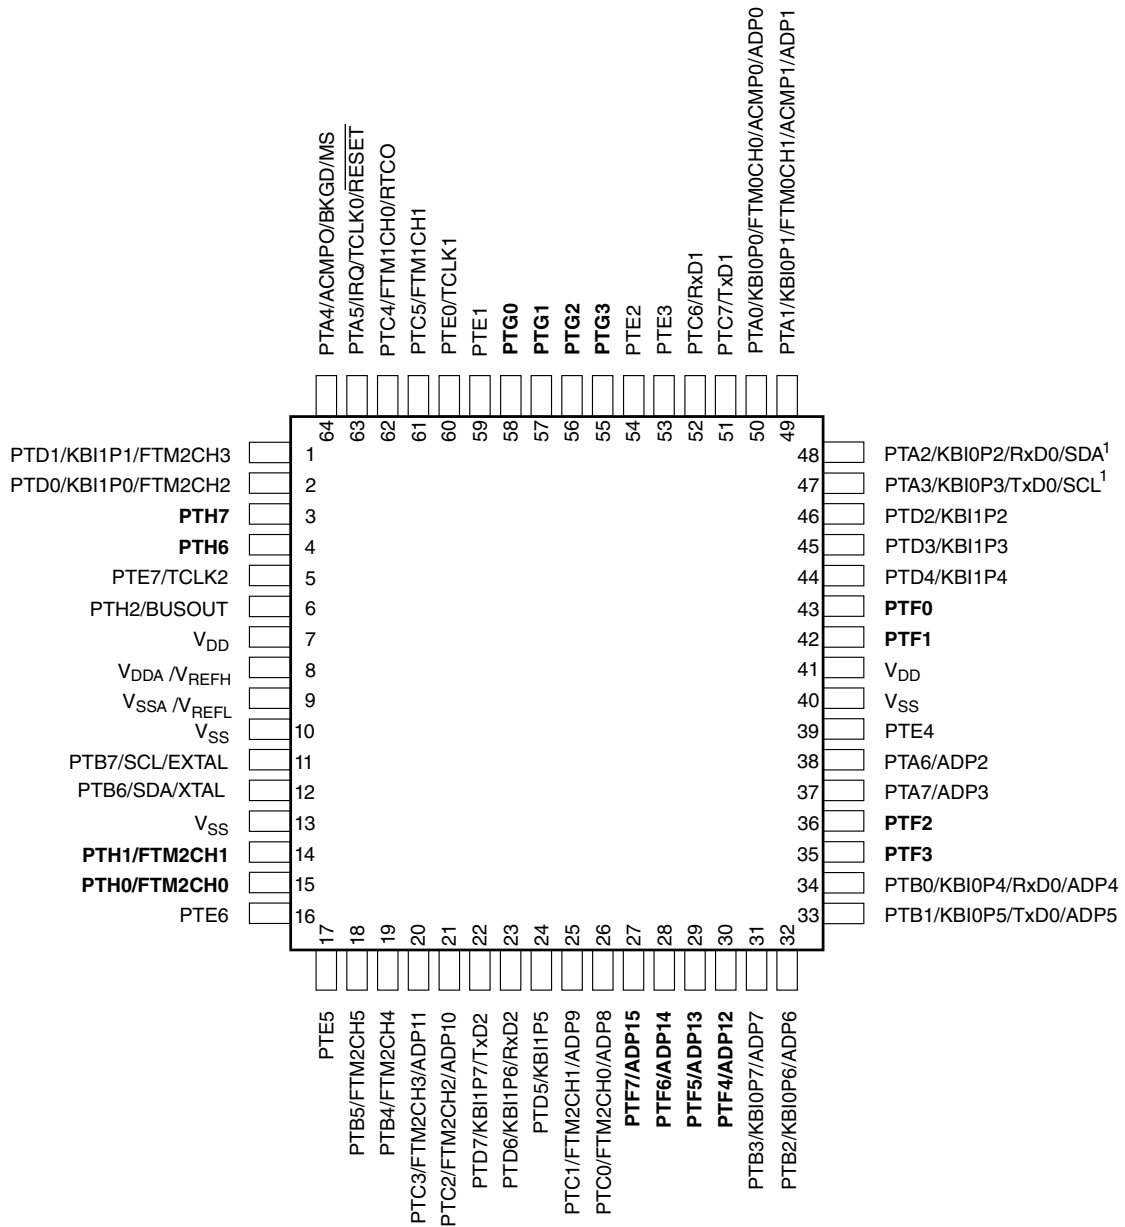 PTA4/ACMPO/BKGD/MS
PTA5/IRQ/TCLK0/RESET
PTC4/FTM1CH0/RTCO
PTC5/FTM1CH1
PTE0/TCLK1
PTE1
PTG0
PTG1
PTG2
PTG3
PTE2
PTE3
PTC6/RxD1
PTC7/TxD1
PTA0/KBI0P0/FTM0CH0/ACMP0/ADP0
PTA1/KBI0P1/FTM0CH1/ACMP1/ADP1
64 63 62 61 60 59 58 57 56 55 54 53 52 51 50 49
PTD1/KBI1P1/FTM2CH3 1
PTD0/KBI1P0/FTM2CH2 2
PTH7 3
PTH6 4
PTE7/TCLK2 5
PTH2/BUSOUT 6
VDD 7
VDDA /VREFH 8
VSSA /VREFL 9
VSS 10
PTB7/SCL/EXTAL 11
PTB6/SDA/XTAL 12
VSS 13
PTH1/FTM2CH1 14
PTH0/FTM2CH0 15
PTE6 16
48 PTA2/KBI0P2/RxD0/SDA1
47 PTA3/KBI0P3/TxD0/SCL1
46 PTD2/KBI1P2
45 PTD3/KBI1P3
44 PTD4/KBI1P4
43 PTF0
42 PTF1
41 VDD
40 VSS
39 PTE4
38 PTA6/ADP2
37 PTA7/ADP3
36 PTF2
35 PTF3
34 PTB0/KBI0P4/RxD0/ADP4
33 PTB1/KBI0P5/TxD0/ADP5
17 18 19 20 21 22 23 24 25 26 27 28 29 30 31 32
PTE5
PTB5/FTM2CH5
PTB4/FTM2CH4
PTC3/FTM2CH3/ADP11
PTC2/FTM2CH2/ADP10
PTD7/KBI1P7/TxD2
PTD6/KBI1P6/RxD2
PTD5/KBI1P5
PTC1/FTM2CH1/ADP9
PTC0/FTM2CH0/ADP8
PTF7/ADP15
PTF6/ADP14
PTF5/ADP13
PTF4/ADP12
PTB3/KBI0P7/ADP7
PTB2/KBI0P6/ADP6